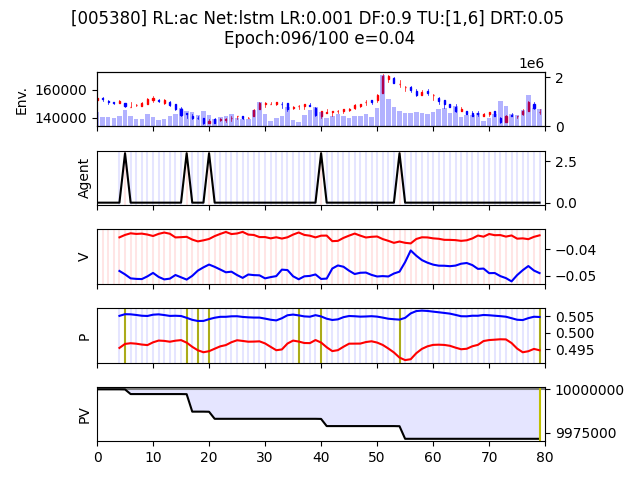 [005380] RL:ac Net:lstm LR:0.001 DF:0.9 TU:[1,6] DRT:0.05
Epoch:096/100 e=0.04
1e6
Env.
160000
140000
2
0
Agent
2.5
0.0
V
−0.04
−0.05
P
0.505
0.500
0.495
PV
10000000
9975000
0 10 20 30 40 50 60 70 80